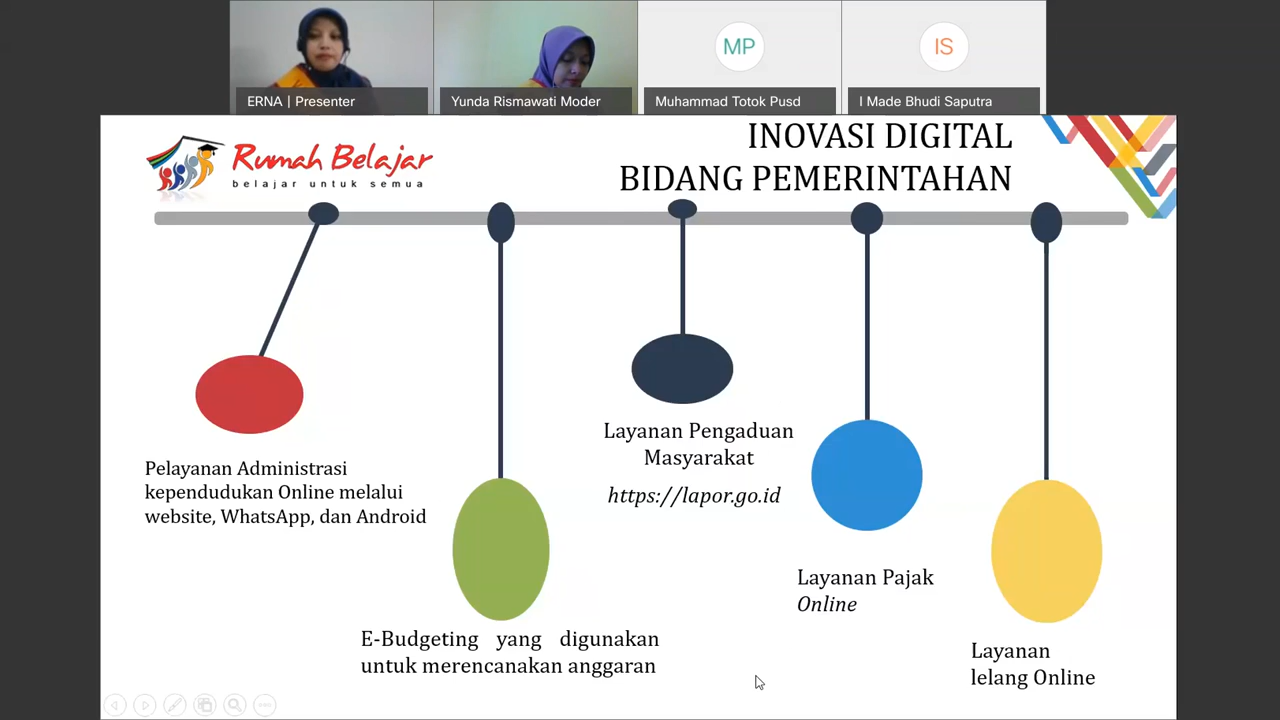 MP
IS
ERNA | Presenter
Yunda Rismawati Moder
Muhammad Totok Pusd
I Made Bhudi Saputra
Rumah Belajar
belajar untuk semua
INOVASI DIGITAL
BIDANG PEMERINTAHAN
Pelayanan Administrasi
kependudukan Online melalui
website, WhatsApp, dan Android
E-Budgeting yang digunakan
untuk merencanakan anggaran
Layanan Pengaduan
Masyarakat
https://lapor.go.id
Layanan Pajak
Online
Layanan
lelang Online